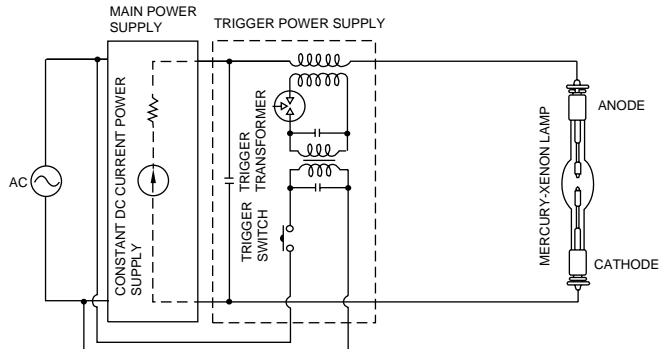 MAIN POWER
SUPPLY
TRIGGER POWER SUPPLY
AC
CONSTANT DC CURRENT POWER
SUPPLY
TRIGGER
TRANSFORMER
TRIGGER
SWITCH
MERCURY-XENON LAMP
ANODE
CATHODE